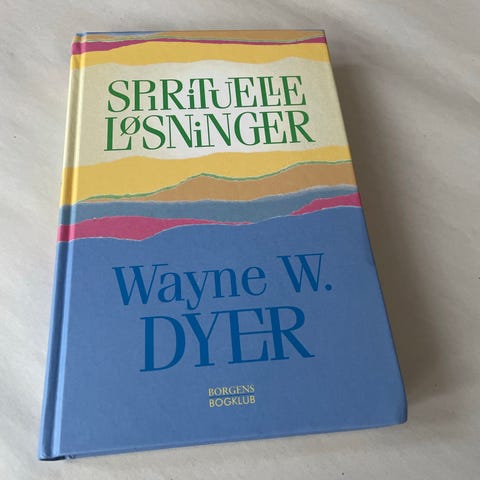 SPIRITUELLE
LØSNINGER
Wayne W.
DYER
BORGENS
BOGKLUB